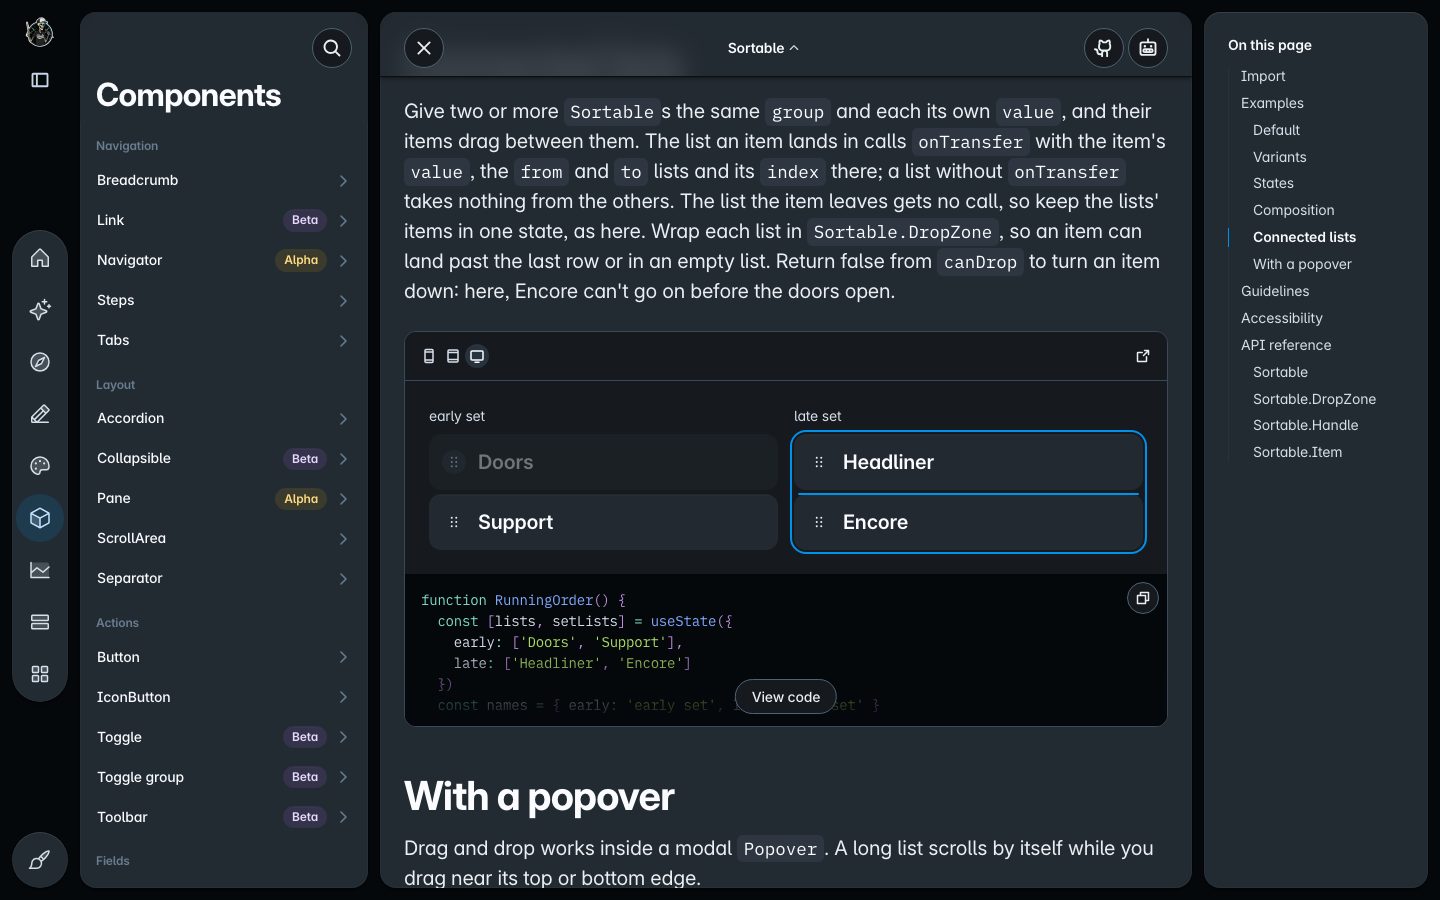 Components
Navigation
Breadcrumb
Link Beta
Navigator Alpha
Steps
Tabs
Layout
Accordion
Collapsible Beta
Pane Alpha
ScrollArea
Separator
Actions
Button
IconButton
Toggle Beta
Toggle group Beta
Toolbar Beta
Fields
Sortable
Give two or more Sortable s the same group and each its own value , and their
items drag between them. The list an item lands in calls onTransfer with the item's
value , the from and to lists and its index there; a list without onTransfer
takes nothing from the others. The list the item leaves gets no call, so keep the lists'
items in one state, as here. Wrap each list in Sortable.DropZone , so an item can
land past the last row or in an empty list. Return false from canDrop to turn an item
down: here, Encore can't go on before the doors open.
early set
late set
Doors
Headliner
Support
Encore
function RunningOrder() {
const [lists, setLists] = useState({
early: ['Doors', 'Support'],
late: ['Headliner', 'Encore']
})
const names = { early: 'early set', set' }
View code
With a popover
Drag and drop works inside a modal Popover . A long list scrolls by itself while you
drag near its top or bottom edge.
On this page
Import
Examples
Default
Variants
States
Composition
Connected lists
With a popover
Guidelines
Accessibility
API reference
Sortable
Sortable.DropZone
Sortable.Handle
Sortable.Item